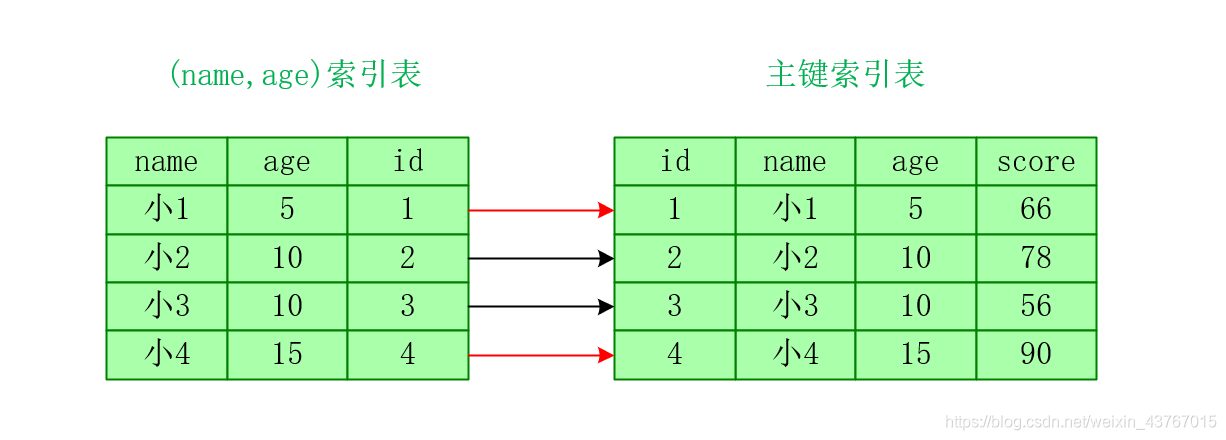 (name,age)索引表 主键索引表
name age id id name age score
小1 5 1 1 小1 5 66
小2 10 2 2 小2 10 78
小3 10 3 3 小3 10 56
小4 15 4 4 小4 15 90
https://blog.csdn.net/weixin_43767015